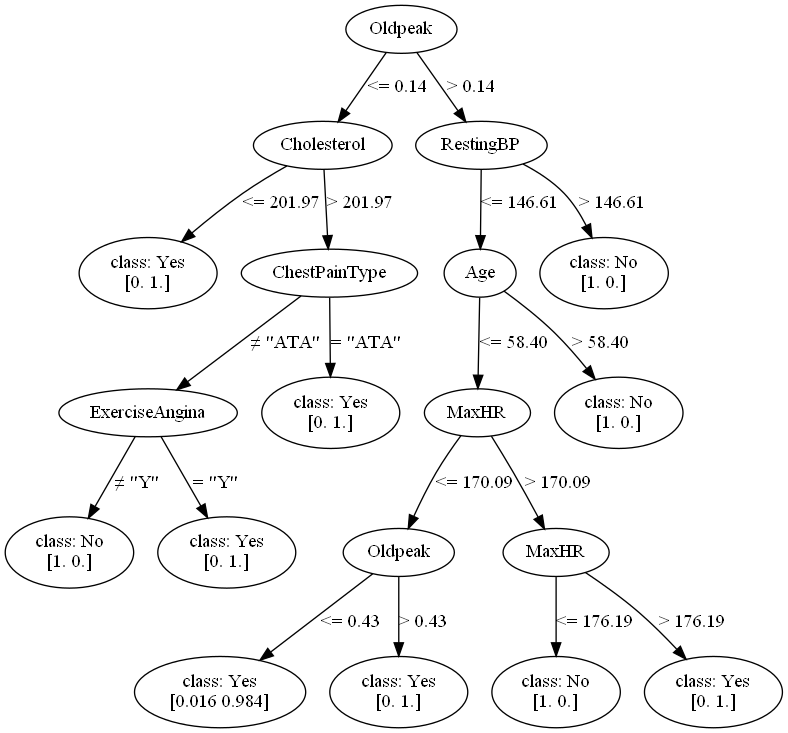 Oldpeak
<= 0.14
> 0.14
Cholesterol
RestingBP
<= 201.97
> 201.97
<= 146.61
> 146.61
class: Yes
[0. 1.]
ChestPainType
Age
class: No
[1. 0.]
≠ "ATA"
= "ATA"
<= 58.40
> 58.40
ExerciseAngina
class: Yes
[0. 1.]
MaxHR
class: No
[1. 0.]
≠ "Y"
= "Y"
<= 170.09
> 170.09
class: No
[1. 0.]
class: Yes
[0. 1.]
Oldpeak
MaxHR
<= 0.43
> 0.43
<= 176.19
> 176.19
class: Yes
[0.016 0.984]
class: Yes
[0. 1.]
class: No
[1. 0.]
class: Yes
[0. 1.]